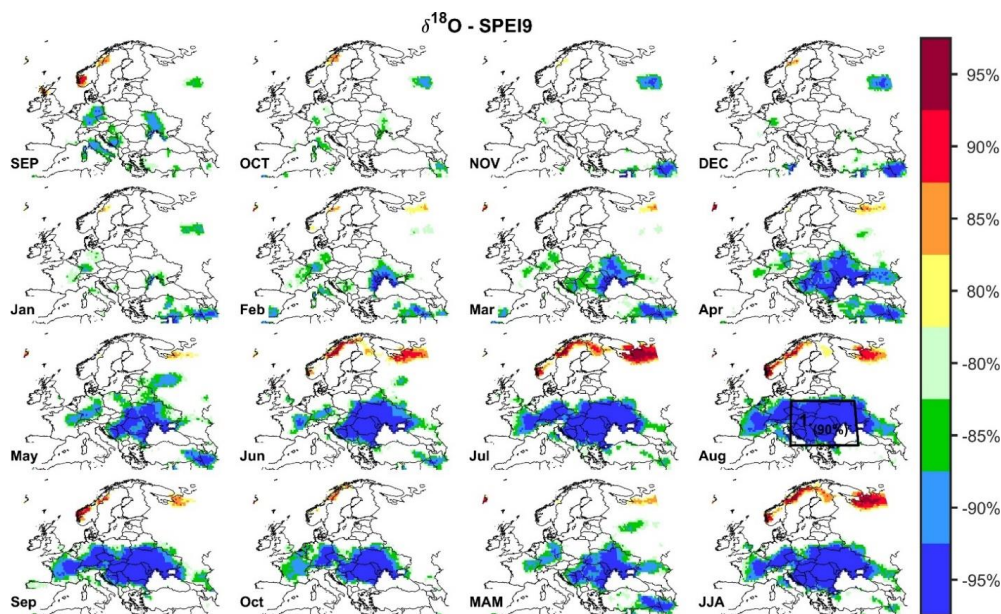 δ¹⁸O - SPEI9
SEP
OCT
NOV
DEC
Jan
Feb
Mar
Apr
May
Jun
Jul
Aug
1 (90%)
Sep
Oct
MAM
JJA
95%
90%
85%
80%
-80%
-85%
-90%
-95%